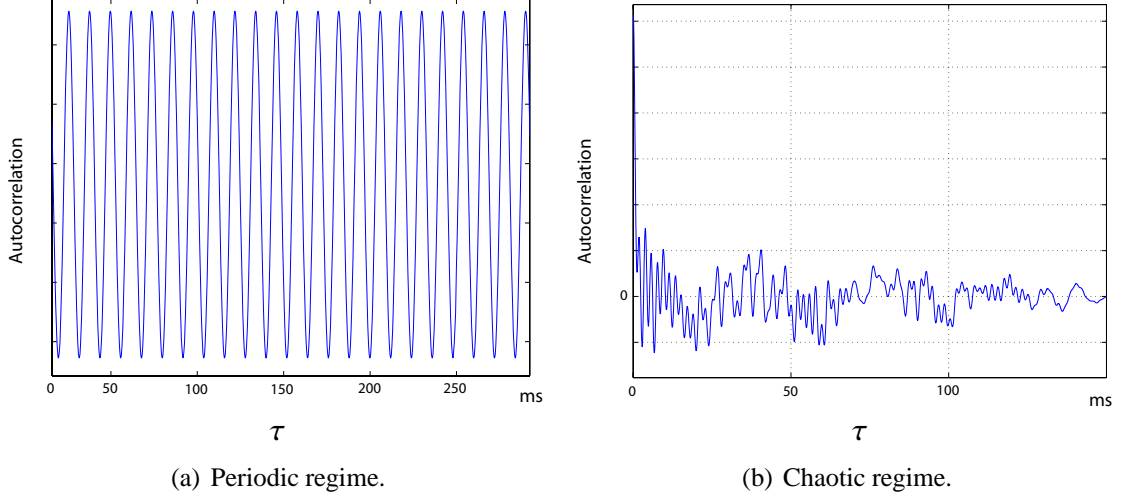 Autocorrelation
0 50 100 150 200 250
ms
τ
(a) Periodic regime.
Autocorrelation
0
0 50 100
ms
τ
(b) Chaotic regime.